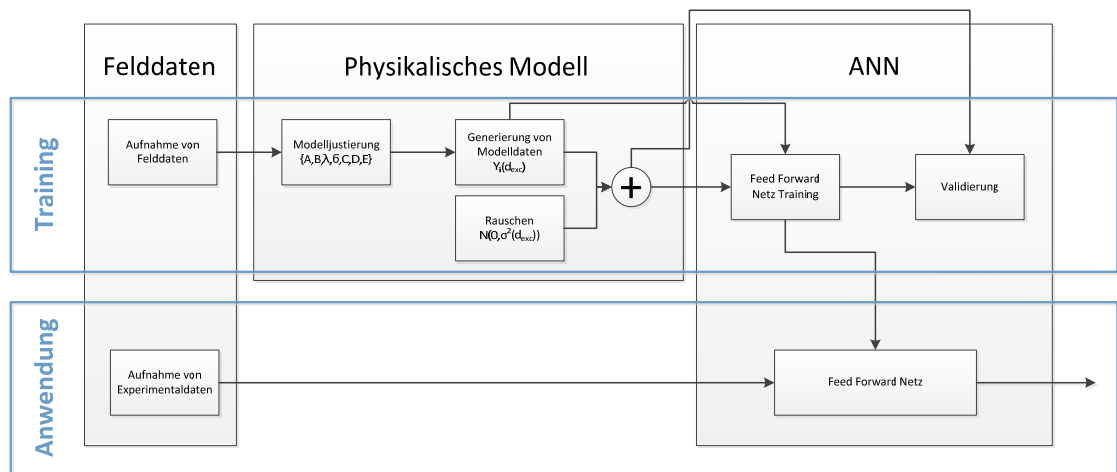 Felddaten
Physikalisches Modell
ANN
Training
Aufnahme von
Felddaten
Modelljustierung
{A,B,λ,б,C,D,E}
Generierung von
Modelldaten
Yᵢ(d_exc)
Rauschen
N(0,σ²(d_exc))
+
Feed Forward
Netz Training
Validierung
Anwendung
Aufnahme von
Experimentaldaten
Feed Forward Netz